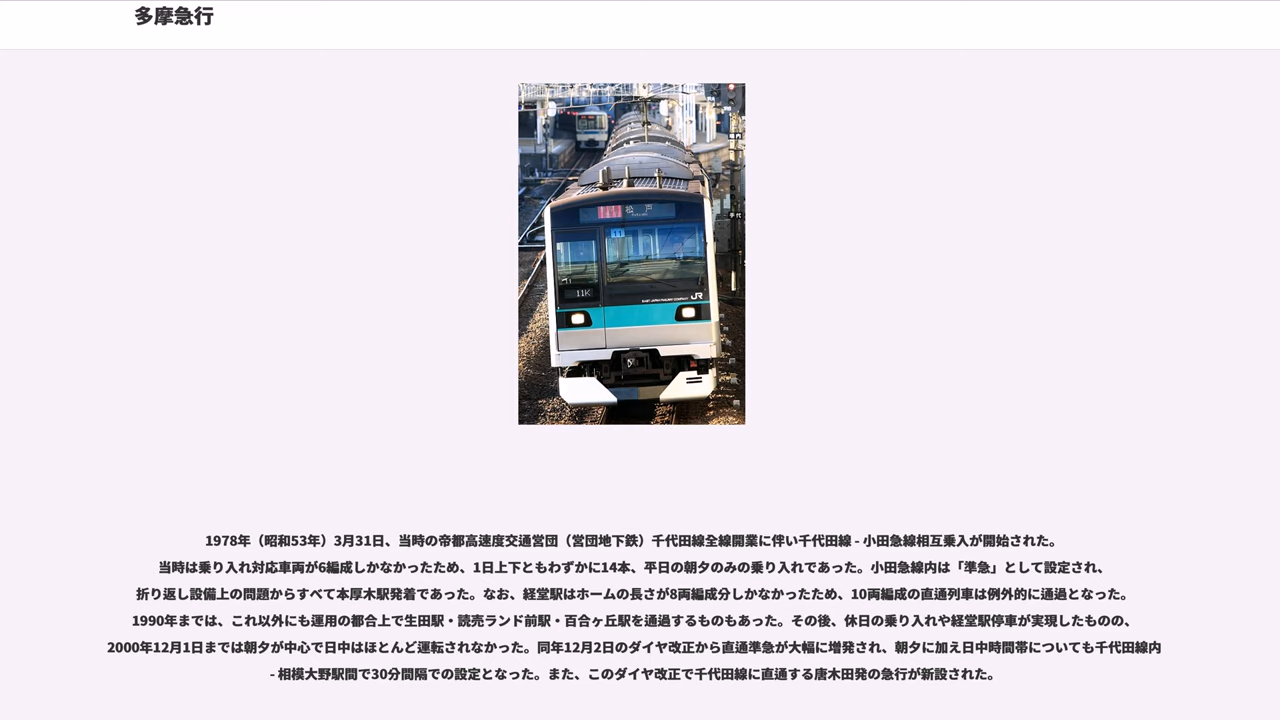 多摩急行
松戸
11
11K
EAST JAPAN RAILWAY COMPANY JR
1978年（昭和53年）3月31日、当時の帝都高速度交通営団（営団地下鉄）千代田線全線開業に伴い千代田線 - 小田急線相互乗入が開始された。
当時は乗り入れ対応車両が6編成しかなかったため、1日上下ともわずかに14本、平日の朝夕のみの乗り入れであった。小田急線内は「準急」として設定され、
折り返し設備上の問題からすべて本厚木駅発着であった。なお、経堂駅はホームの長さが8両編成分しかなかったため、10両編成の直通列車は例外的に通過となった。
1990年までは、これ以外にも運用の都合上で生田駅・読売ランド前駅・百合ヶ丘駅を通過するものもあった。その後、休日の乗り入れや経堂駅停車が実現したものの、
2000年12月1日までは朝夕が中心で日中はほとんど運転されなかった。同年12月2日のダイヤ改正から直通準急が大幅に増発され、朝夕に加え日中時間帯についても千代田線内
- 相模大野駅間で30分間隔での設定となった。また、このダイヤ改正で千代田線に直通する唐木田発の急行が新設された。